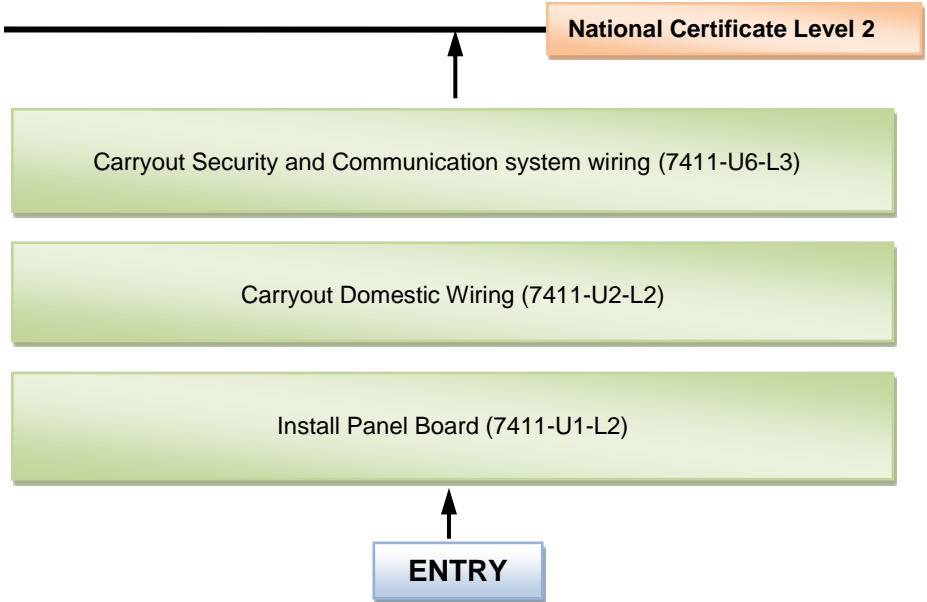 National Certificate Level 2
Carryout Security and Communication system wiring (7411-U6-L3)
Carryout Domestic Wiring (7411-U2-L2)
Install Panel Board (7411-U1-L2)
ENTRY